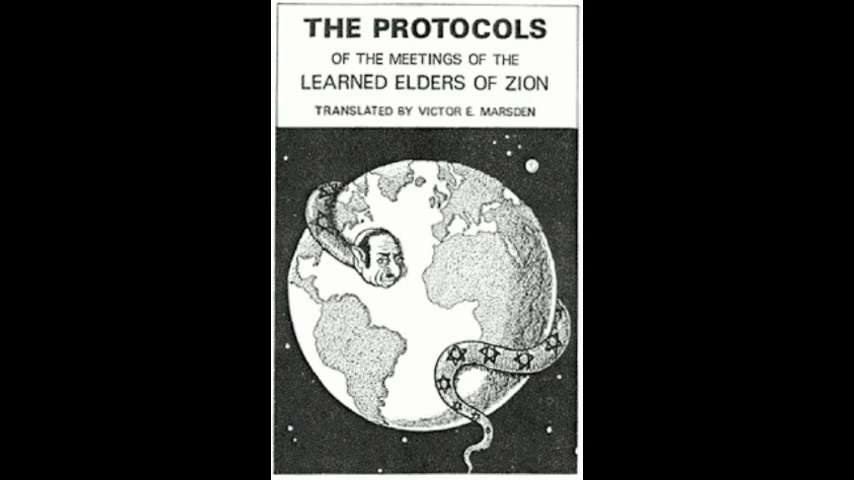 THE PROTOCOLS
OF THE MEETINGS OF THE
LEARNED ELDERS OF ZION
TRANSLATED BY VICTOR E. MARSDEN